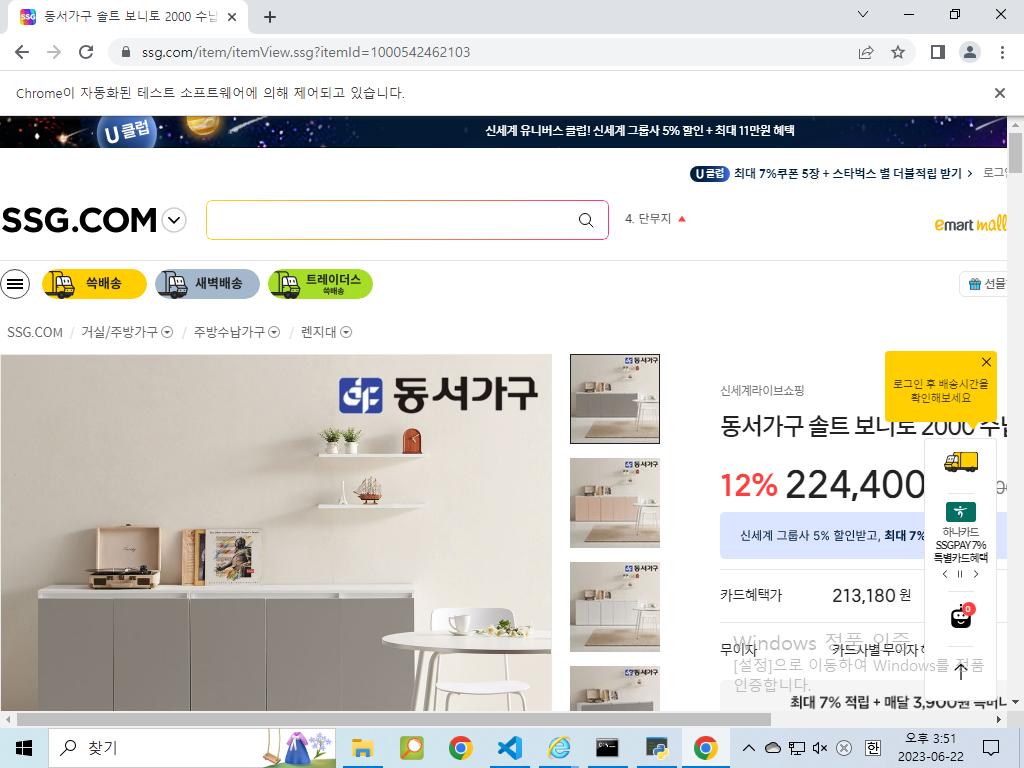 동서가구 솔트 보니로 2000 수납
ssg.com/item/itemView.ssg?itemId=1000542462103
Chrome이 자동화된 테스트 소프트웨어에 의해 제어되고 있습니다.
U 클럽
신세계 유니버스 클럽! 신세계 그룹사 5% 할인 + 최대 11만원 혜택
U 클럽 최대 7%쿠폰 5장 + 스타벅스 별 더블적립 받기 >
로그인
SSG.COM
4. 단무지
emart mall
쓱배송
새벽배송
트레이더스
쓱배송
선물
SSG.COM / 거실/주방가구 / 주방수납가구 / 렌지대
동서가구
로그인 후 배송시간을
확인해보세요
신세계라이브쇼핑
동서가구 솔트 보니로 2000 수납
12% 224,400
신세계 그룹사 5% 할인받고, 최대 7%
하나카드
SSGPAY 7%
특별카드혜택
카드혜택가 213,180 원
0
무이자 카드사별 무이자
Windows 정품 인증
[설정]으로 이동하여 Windows를 정품
인증합니다.
최대 7% 적립 + 매달 3,900원
찾기
오후 3:51
한
2023-06-22